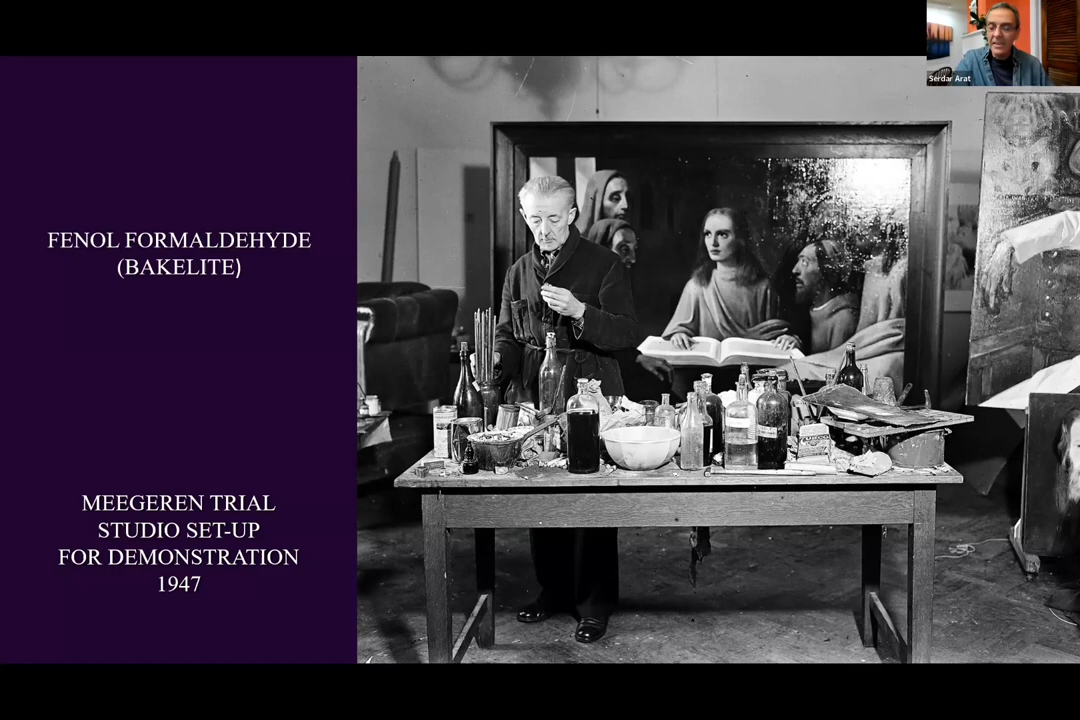 FENOL FORMALDEHYDE
(BAKELITE)
MEEGEREN TRIAL
STUDIO SET-UP
FOR DEMONSTRATION
1947
Serdar Arat